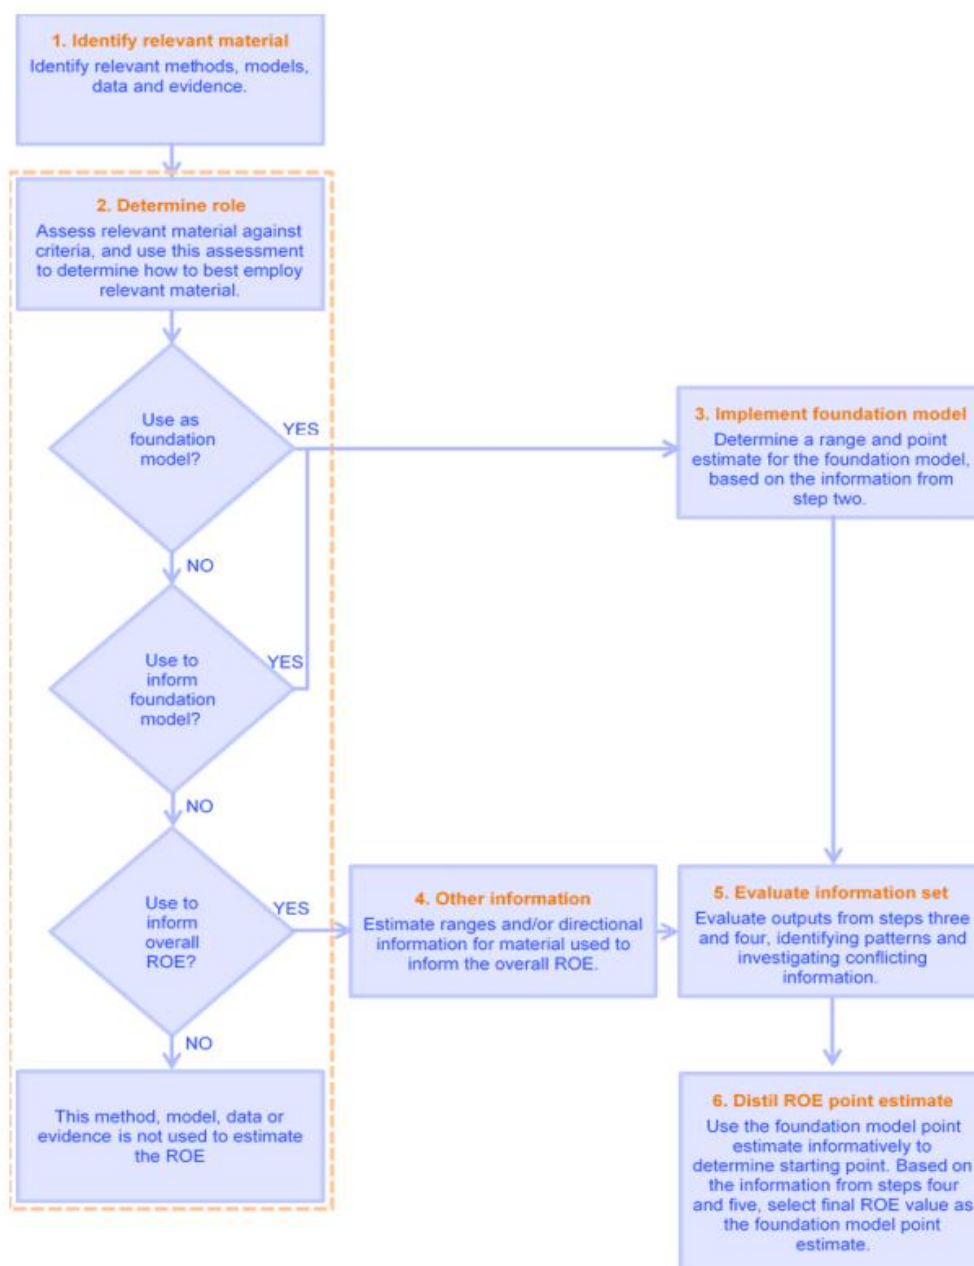 1. Identify relevant material
Identify relevant methods, models,
data and evidence.
2. Determine role
Assess relevant material against
criteria, and use this assessment
to determine how to best employ
relevant material.
Use as
foundation
model?
YES
3. Implement foundation model
Determine a range and point
estimate for the foundation model,
based on the information from
step two.
NO
Use to
inform
foundation
model?
YES
NO
Use to
inform
overall
ROE?
YES
4. Other information
Estimate ranges and/or directional
information for material used to
inform the overall ROE.
5. Evaluate information set
Evaluate outputs from steps three
and four, identifying patterns and
investigating conflicting
information.
NO
This method, model, data or
evidence is not used to estimate
the ROE
6. Distil ROE point estimate
Use the foundation model point
estimate informatively to
determine starting point. Based on
the information from steps four
and five, select final ROE value as
the foundation model point
estimate.